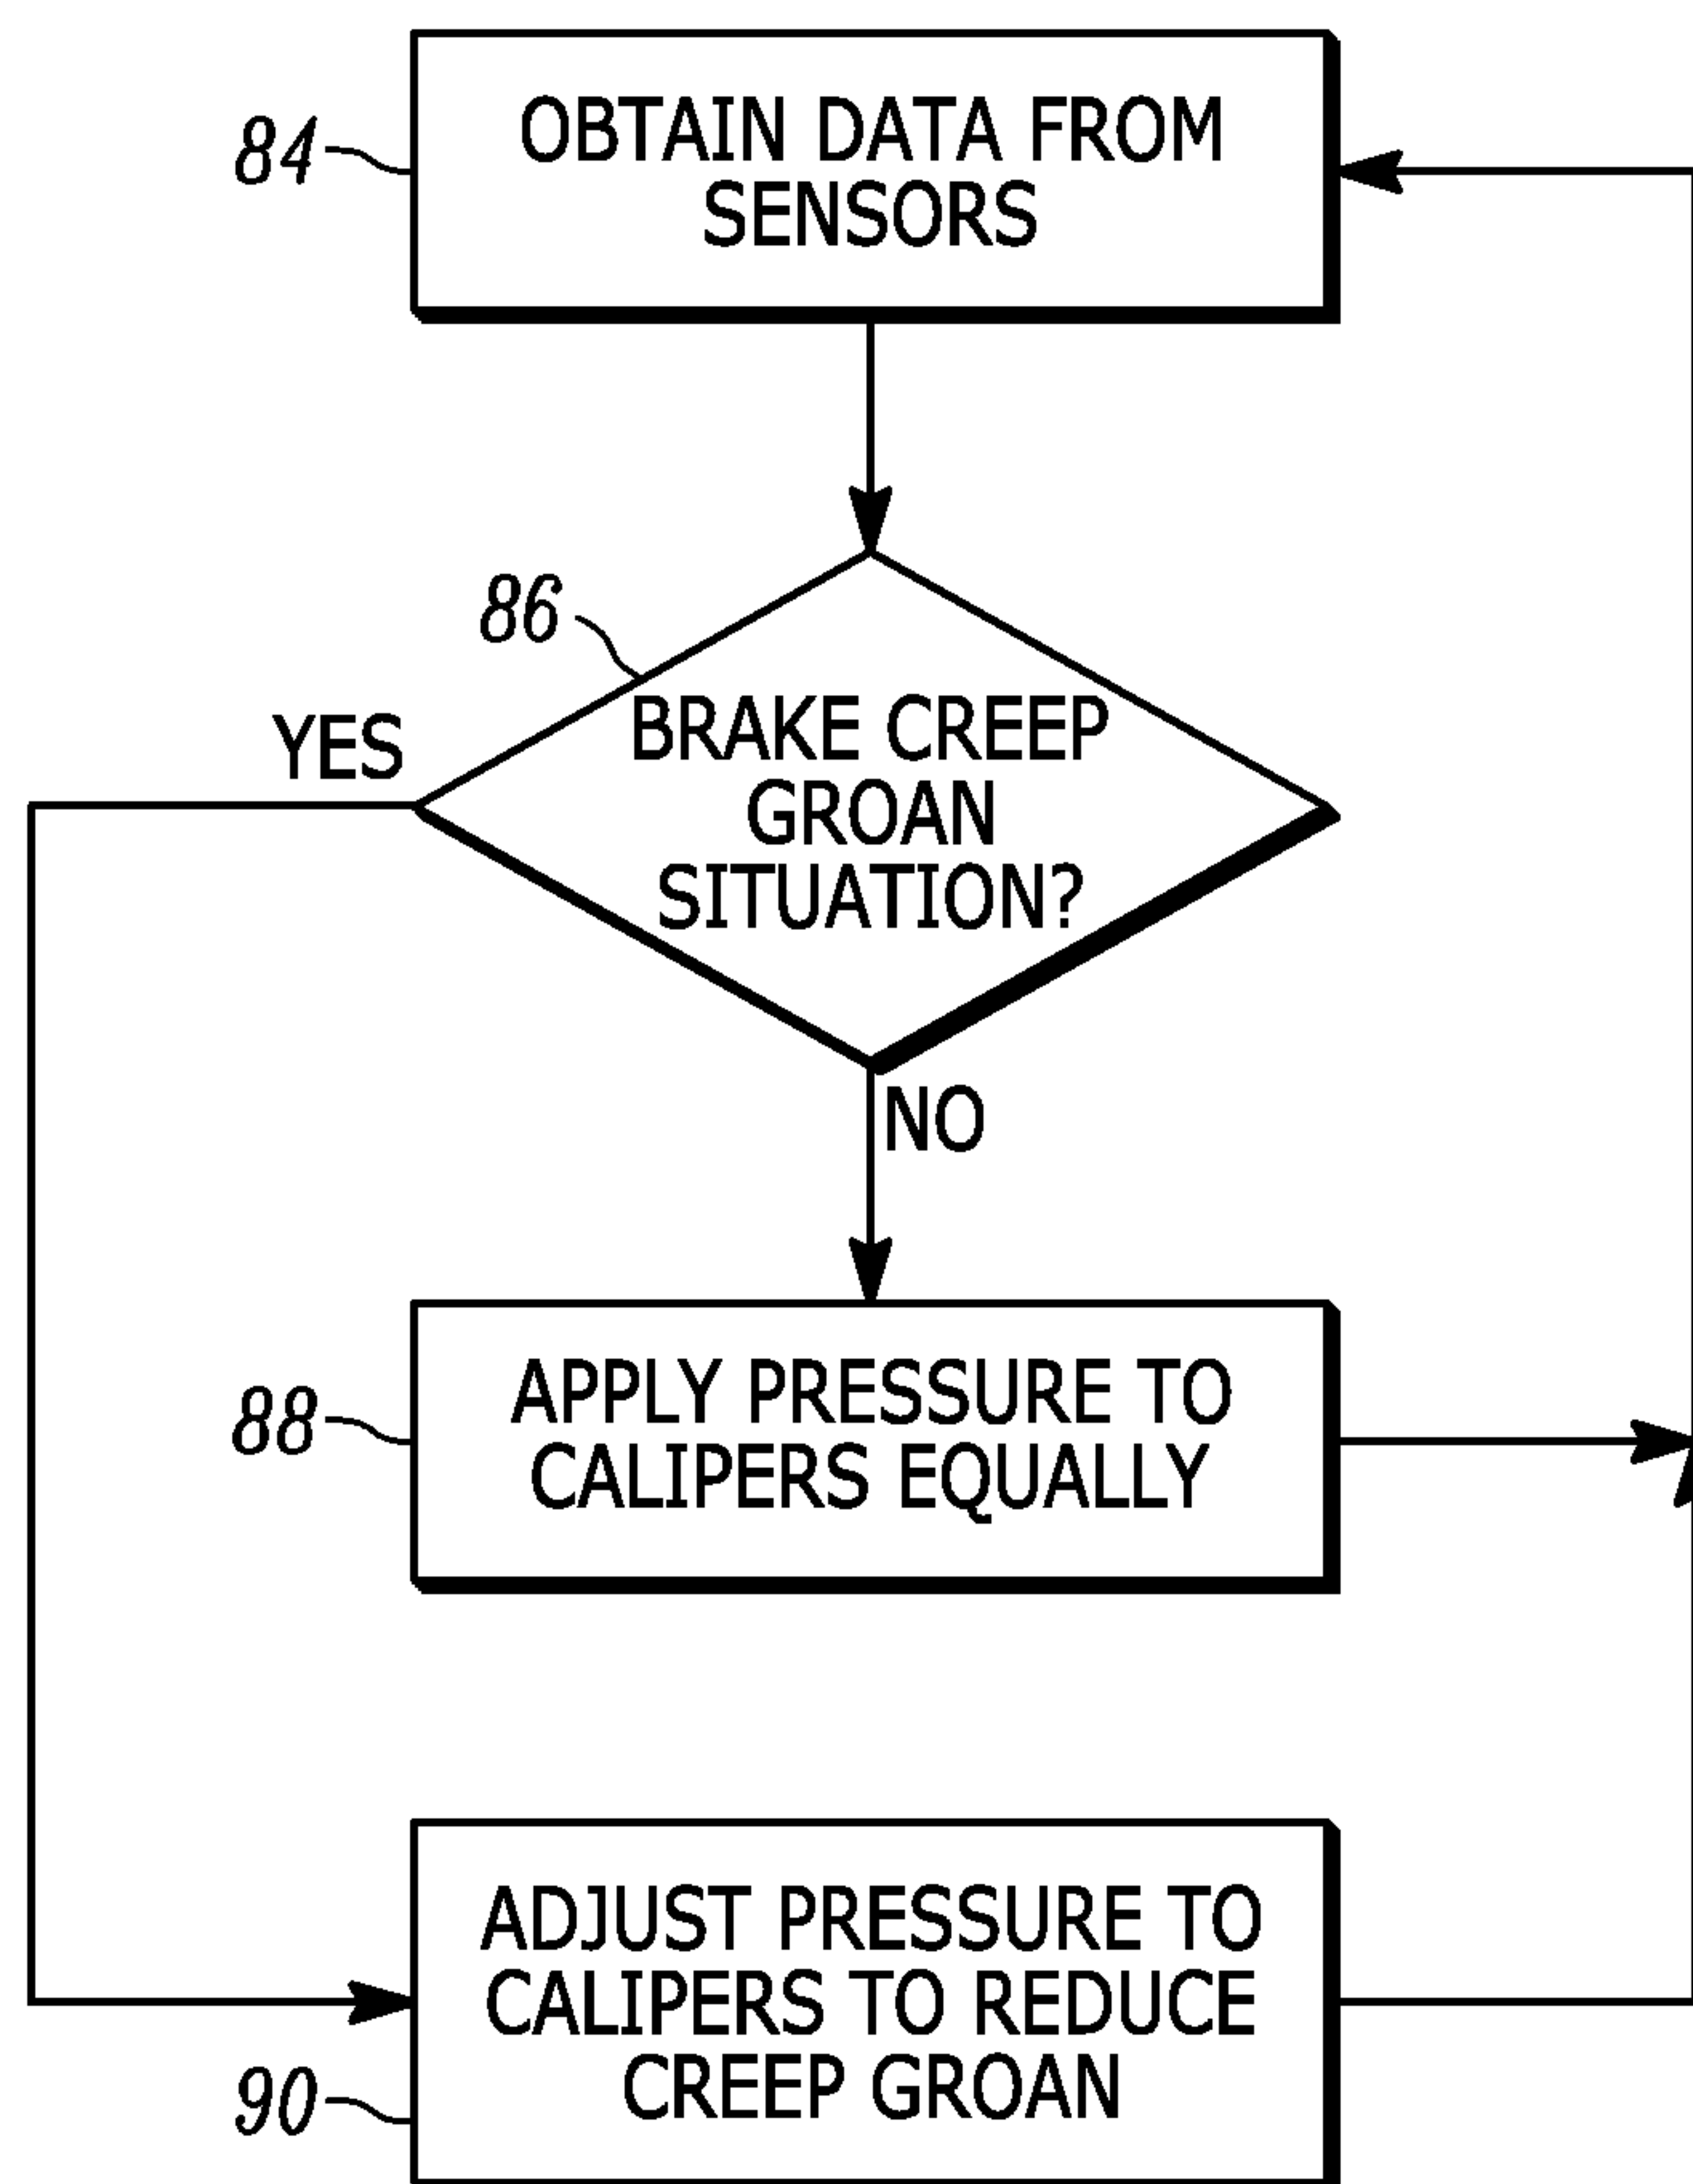 84
OBTAIN DATA FROM
SENSORS
86
YES
BRAKE CREEP
GROAN
SITUATION?
NO
88
APPLY PRESSURE TO
CALIPERS EQUALLY
ADJUST PRESSURE TO
CALIPERS TO REDUCE
CREEP GROAN
90